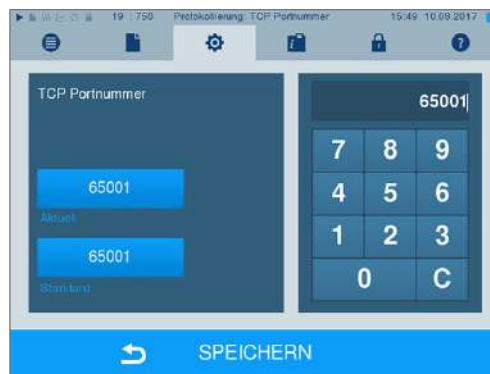 19 : 750 Protokollierung: TCP Portnummer 15:49 10.08.2017
TCP Portnummer
65001
65001
Aktuell
65001
Standard
7 8 9
4 5 6
1 2 3
0 C
SPEICHERN